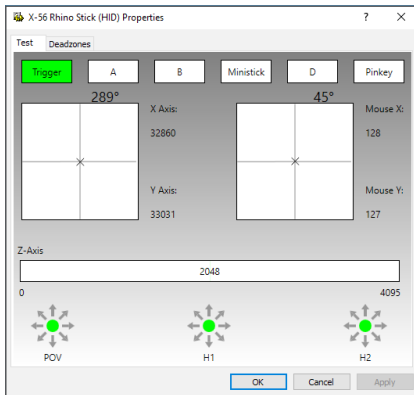 X-56 Rhino Stick (HID) Properties
Test Deadzones
Trigger A B Ministick D Pinkey
289° 45°
X Axis: Mouse X:
32860 128
Y Axis: Mouse Y:
33031 127
Z-Axis
2048
0 4095
POV H1 H2
OK Cancel Apply